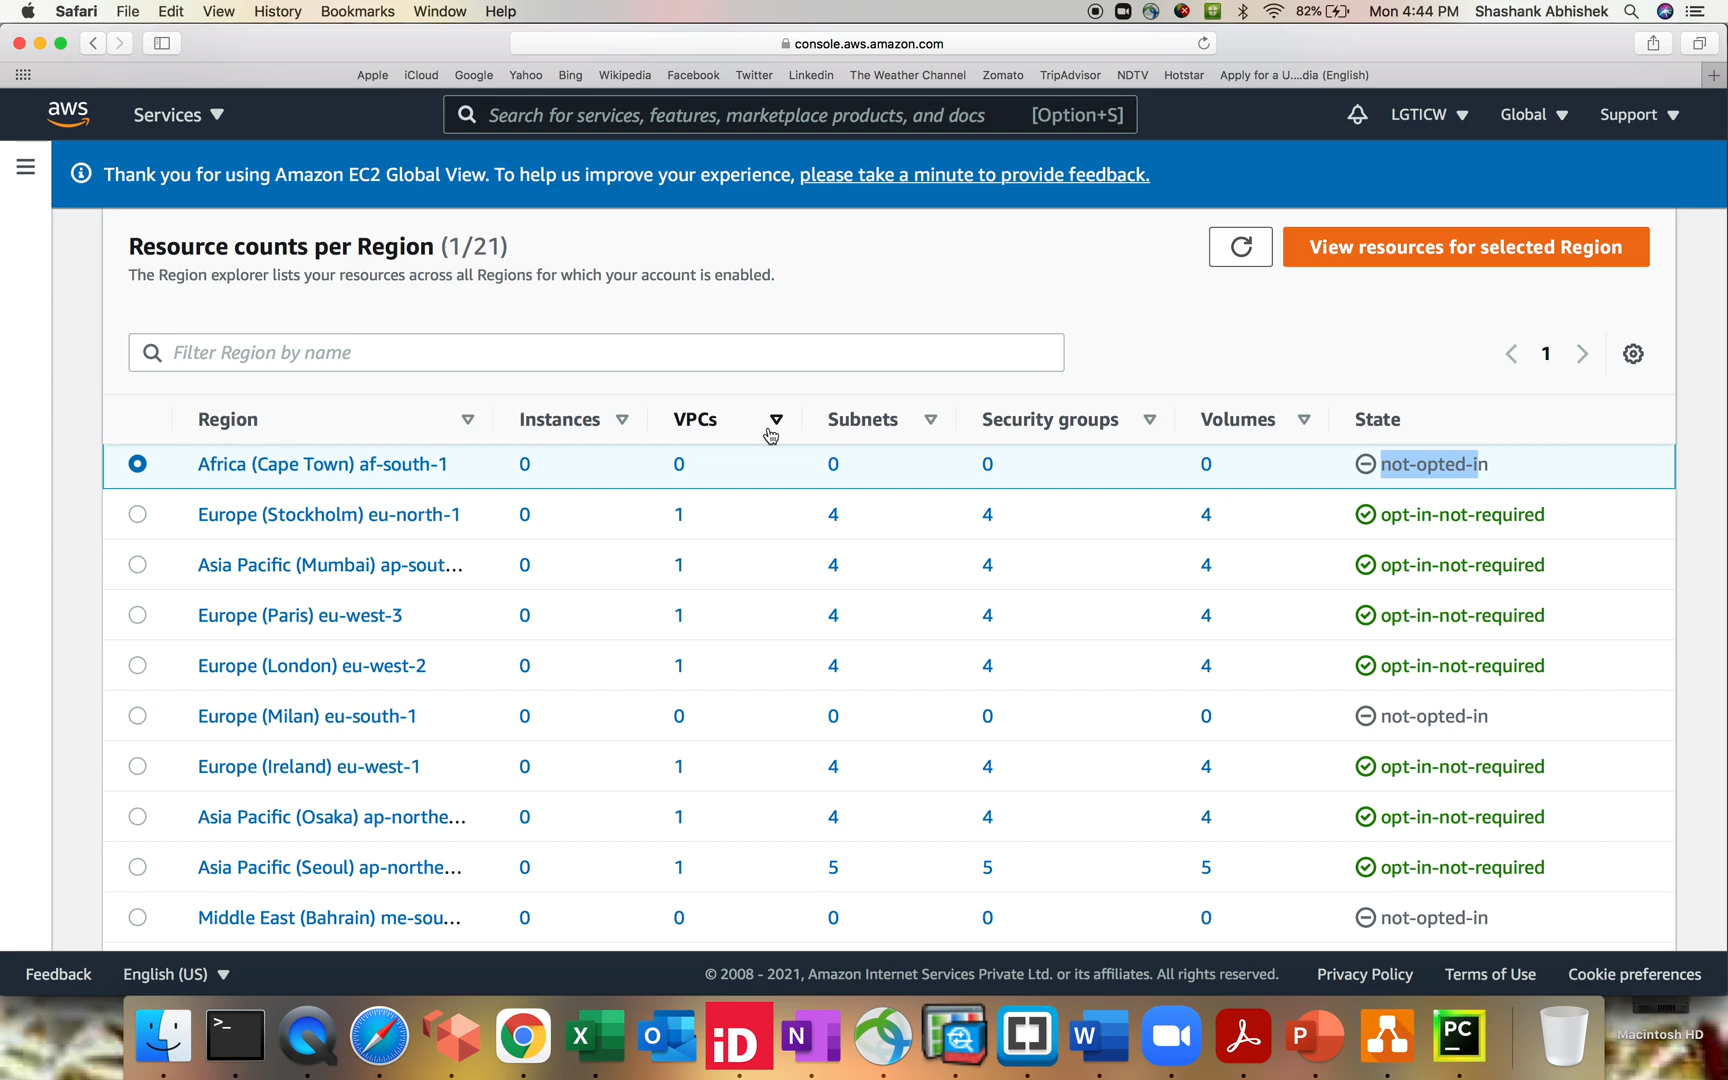 Safari File Edit View History Bookmarks Window Help 82% Mon 4:44 PM Shashank Abhishek
console.aws.amazon.com
Apple iCloud Google Yahoo Bing Wikipedia Facebook Twitter Linkedin The Weather Channel Zomato TripAdvisor NDTV Hotstar Apply for a U....dia (English)
aws Services Search for services, features, marketplace products, and docs [Option+S] LGTICW Global Support
Thank you for using Amazon EC2 Global View. To help us improve your experience, please take a minute to provide feedback.
Resource counts per Region (1/21) View resources for selected Region
The Region explorer lists your resources across all Regions for which your account is enabled.
Filter Region by name 1
Region Instances VPCs Subnets Security groups Volumes State
Africa (Cape Town) af-south-1 0 0 0 0 0 not-opted-in
Europe (Stockholm) eu-north-1 0 1 4 4 4 opt-in-not-required
Asia Pacific (Mumbai) ap-sout... 0 1 4 4 4 opt-in-not-required
Europe (Paris) eu-west-3 0 1 4 4 4 opt-in-not-required
Europe (London) eu-west-2 0 1 4 4 4 opt-in-not-required
Europe (Milan) eu-south-1 0 0 0 0 0 not-opted-in
Europe (Ireland) eu-west-1 0 1 4 4 4 opt-in-not-required
Asia Pacific (Osaka) ap-northe... 0 1 4 4 4 opt-in-not-required
Asia Pacific (Seoul) ap-northe... 0 1 5 5 5 opt-in-not-required
Middle East (Bahrain) me-sou... 0 0 0 0 0 not-opted-in
Feedback English (US) © 2008 - 2021, Amazon Internet Services Private Ltd. or its affiliates. All rights reserved. Privacy Policy Terms of Use Cookie preferences
>_ X O iD N W P PC Macintosh HD